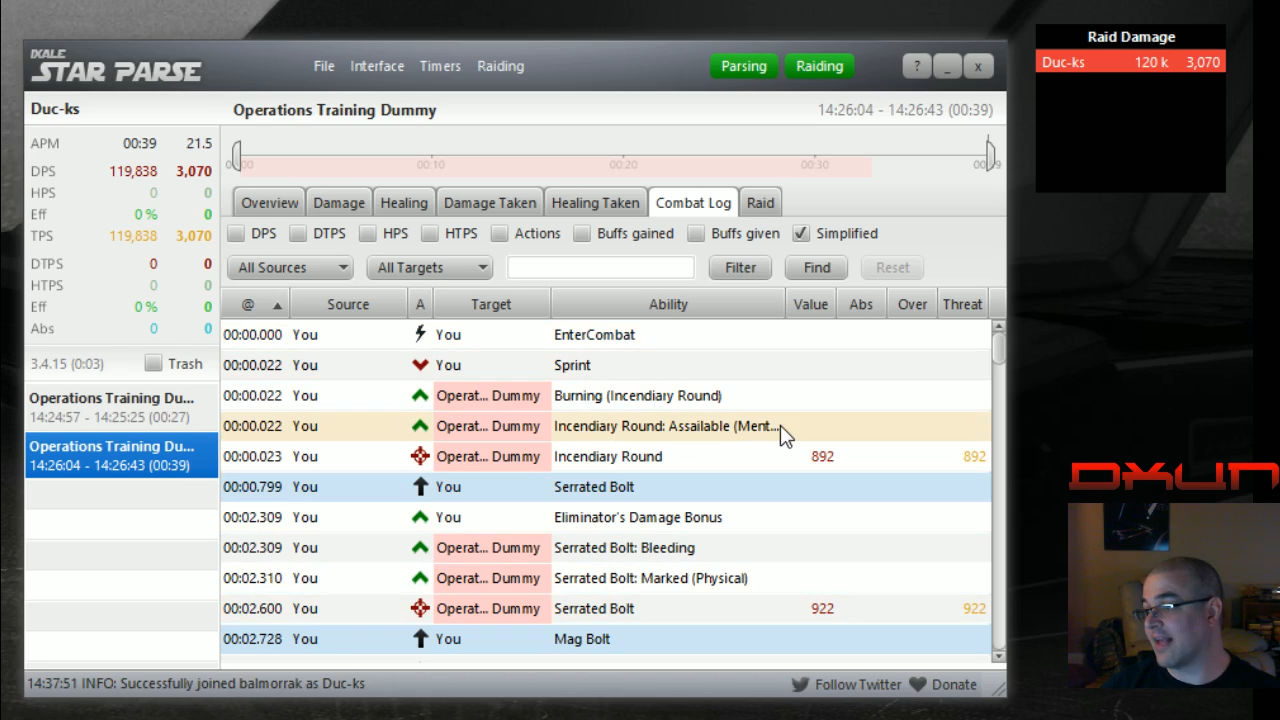 IXALE
STAR PARSE
File Interface Timers Raiding
Parsing Raiding
? _ x
Raid Damage
Duc-ks 120 k 3,070
Duc-ks
Operations Training Dummy
14:26:04 - 14:26:43 (00:39)
APM 00:39 21.5
DPS 119,838 3,070
HPS 0 0
Eff 0 % 0
TPS 119,838 3,070
DTPS 0 0
HTPS 0 0
Eff 0 % 0
Abs 0 0
00:10 00:20 00:30
Overview Damage Healing Damage Taken Healing Taken Combat Log Raid
DPS DTPS HPS HTPS Actions Buffs gained Buffs given Simplified
All Sources All Targets Filter Find Reset
3.4.15 (0:03) Trash
Operations Training Du...
14:24:57 - 14:25:25 (00:27)
Operations Training Du...
14:26:04 - 14:26:43 (00:39)
@ Source A Target Ability Value Abs Over Threat
00:00.000 You You EnterCombat
00:00.022 You You Sprint
00:00.022 You Operat... Dummy Burning (Incendiary Round)
00:00.022 You Operat... Dummy Incendiary Round: Assailable (Ment...
00:00.023 You Operat... Dummy Incendiary Round 892 892
00:00.799 You You Serrated Bolt
00:02.309 You You Eliminator's Damage Bonus
00:02.309 You Operat... Dummy Serrated Bolt: Bleeding
00:02.310 You Operat... Dummy Serrated Bolt: Marked (Physical)
00:02.600 You Operat... Dummy Serrated Bolt 922 922
00:02.728 You You Mag Bolt
14:37:51 INFO: Successfully joined balmorrak as Duc-ks
Follow Twitter Donate
DXUN